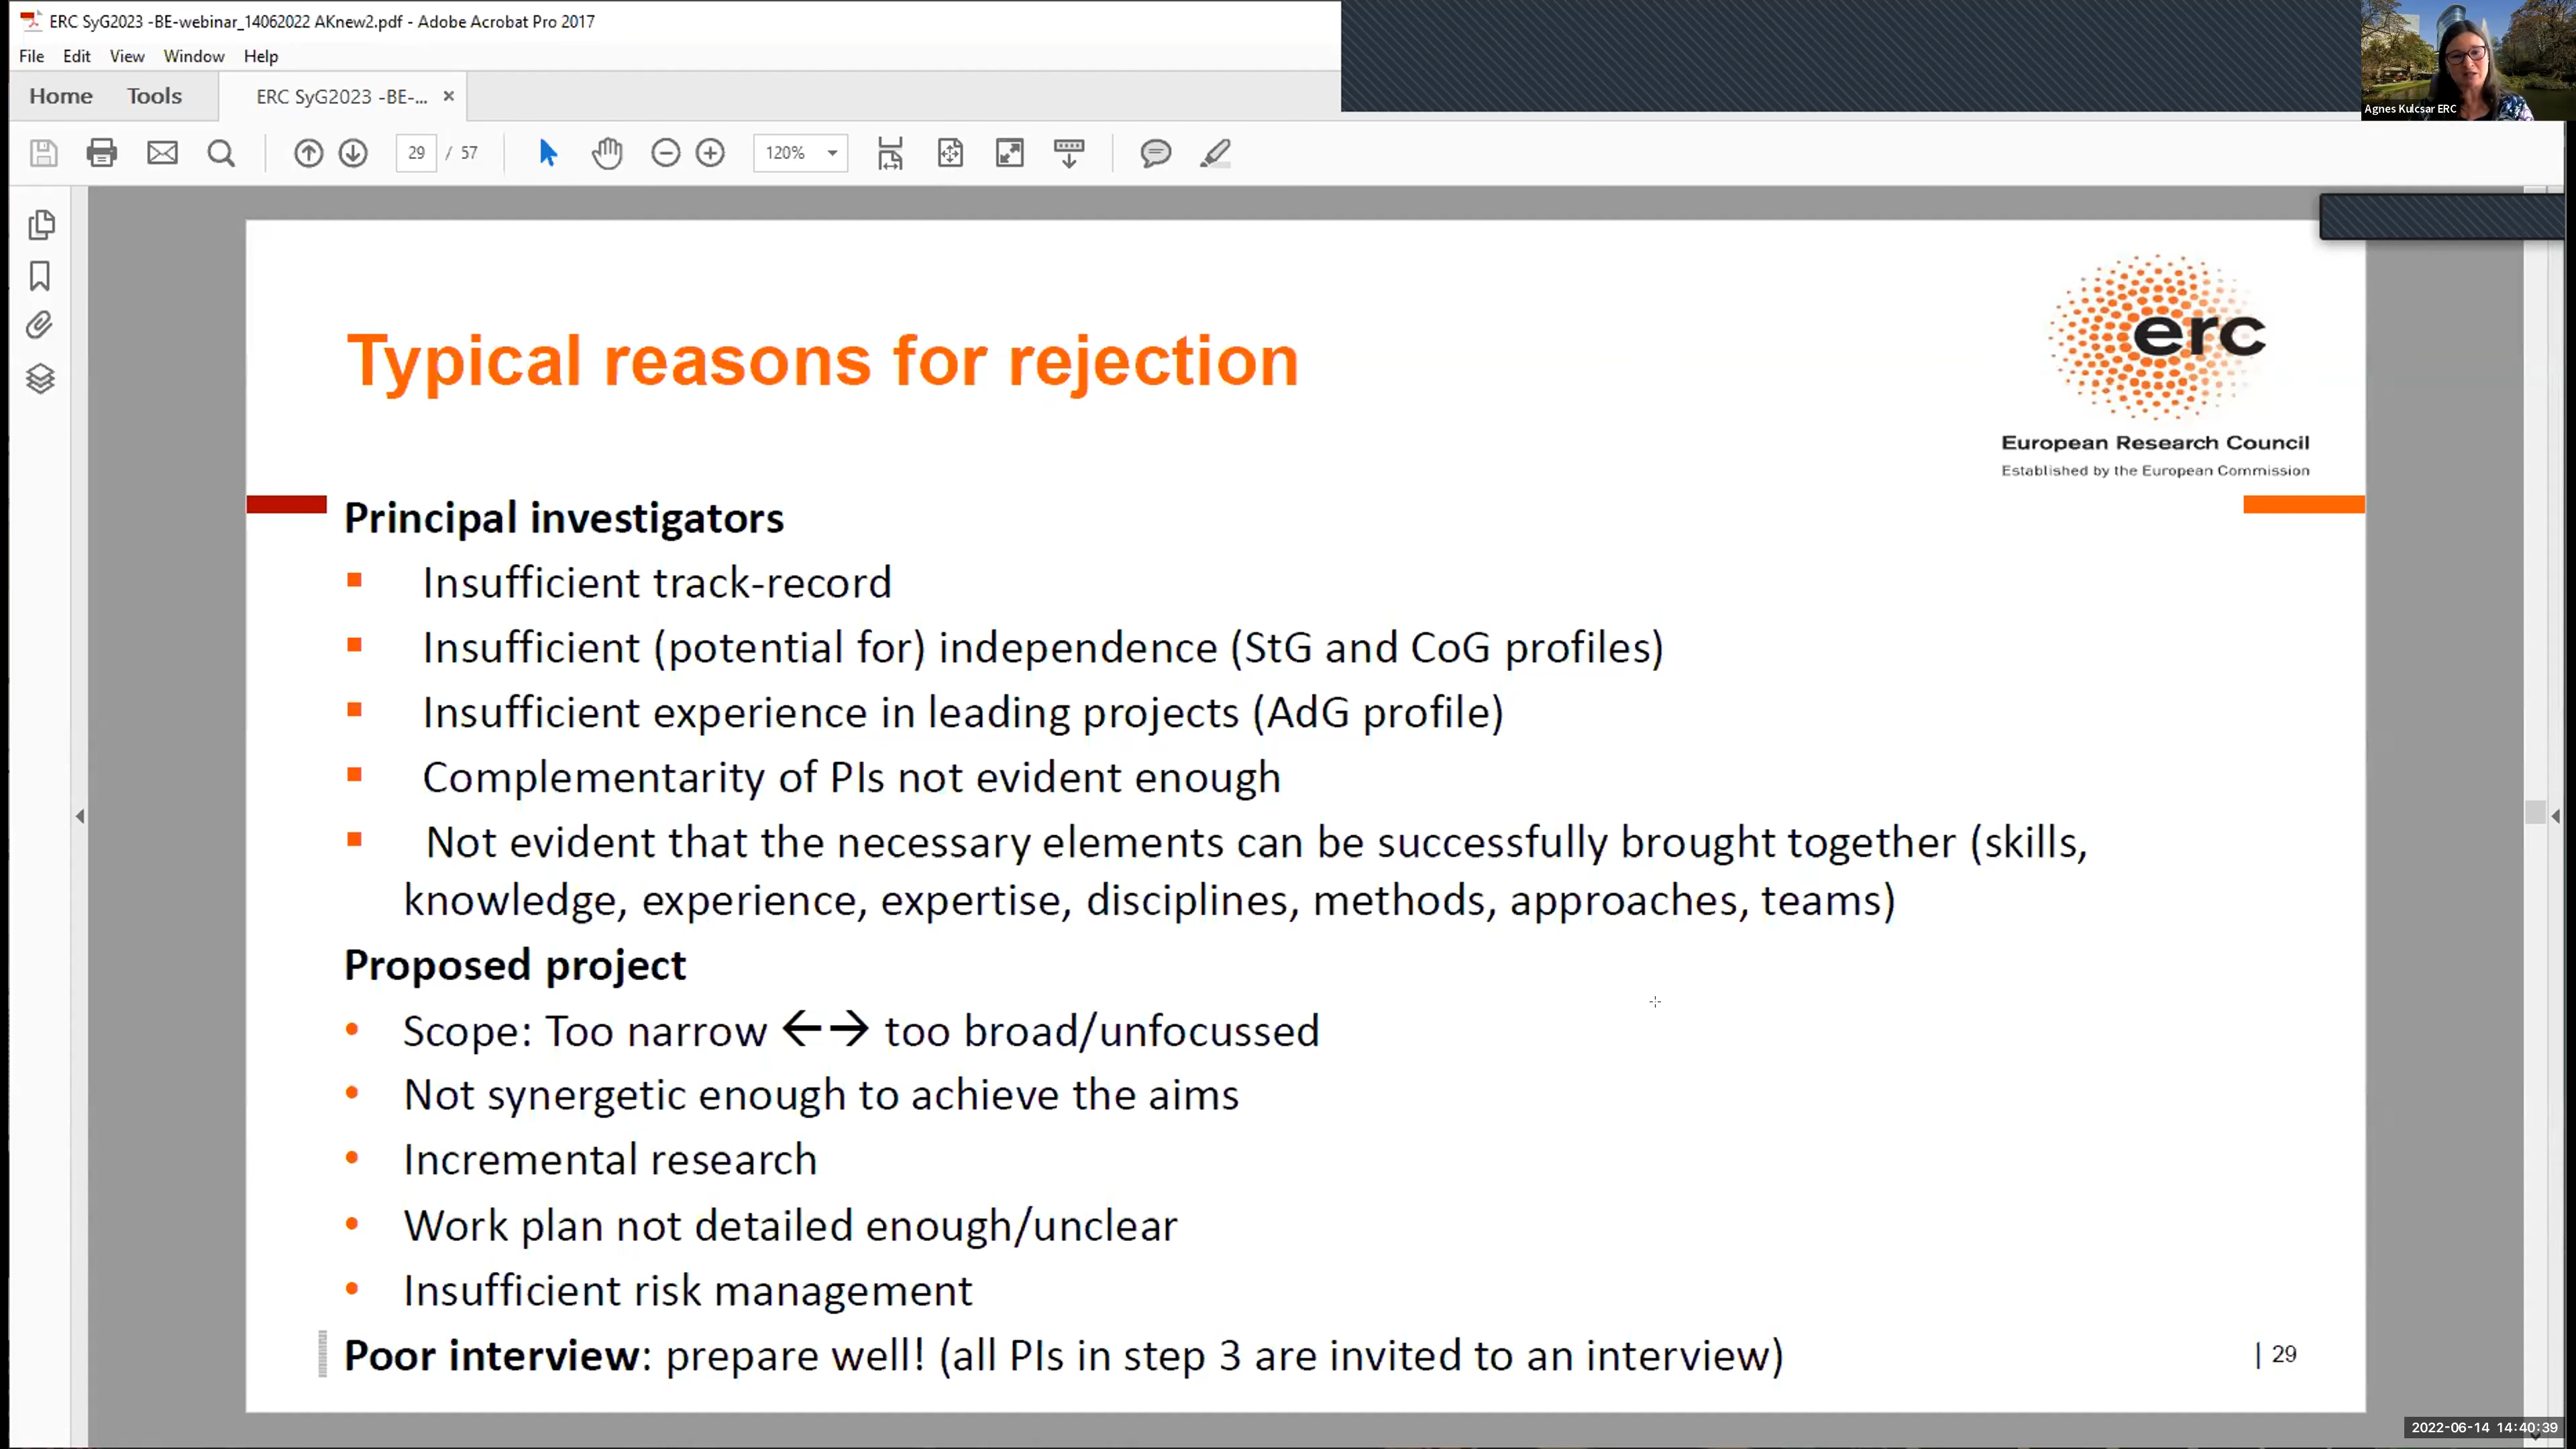 ERC SyG2023 -BE-webinar_14062022 AKnew2.pdf - Adobe Acrobat Pro 2017
File Edit View Window Help
Home Tools ERC SyG2023 -BE-... ×
29 / 57 120%
Agnes Kulcsar ERC
Typical reasons for rejection
erc
European Research Council
Established by the European Commission
Principal investigators
▪ Insufficient track-record
▪ Insufficient (potential for) independence (StG and CoG profiles)
▪ Insufficient experience in leading projects (AdG profile)
▪ Complementarity of PIs not evident enough
▪ Not evident that the necessary elements can be successfully brought together (skills,
knowledge, experience, expertise, disciplines, methods, approaches, teams)
Proposed project
• Scope: Too narrow ←→ too broad/unfocussed
• Not synergetic enough to achieve the aims
• Incremental research
• Work plan not detailed enough/unclear
• Insufficient risk management
Poor interview: prepare well! (all PIs in step 3 are invited to an interview)
| 29
2022-06-14 14:40:39